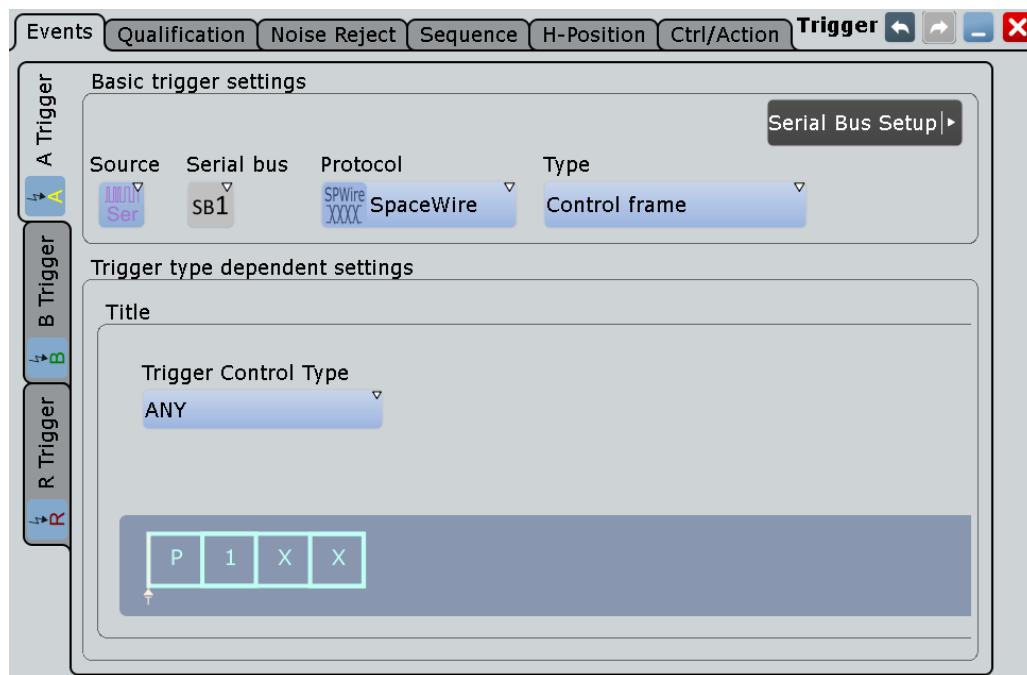 Events Qualification Noise Reject Sequence H-Position Ctrl/Action Trigger
A Trigger
A
B Trigger
B
R Trigger
R
Basic trigger settings
Serial Bus Setup
Source Serial bus Protocol Type
Ser SB1 SPWire XXXX SpaceWire Control frame
Trigger type dependent settings
Title
Trigger Control Type
ANY
P 1 X X